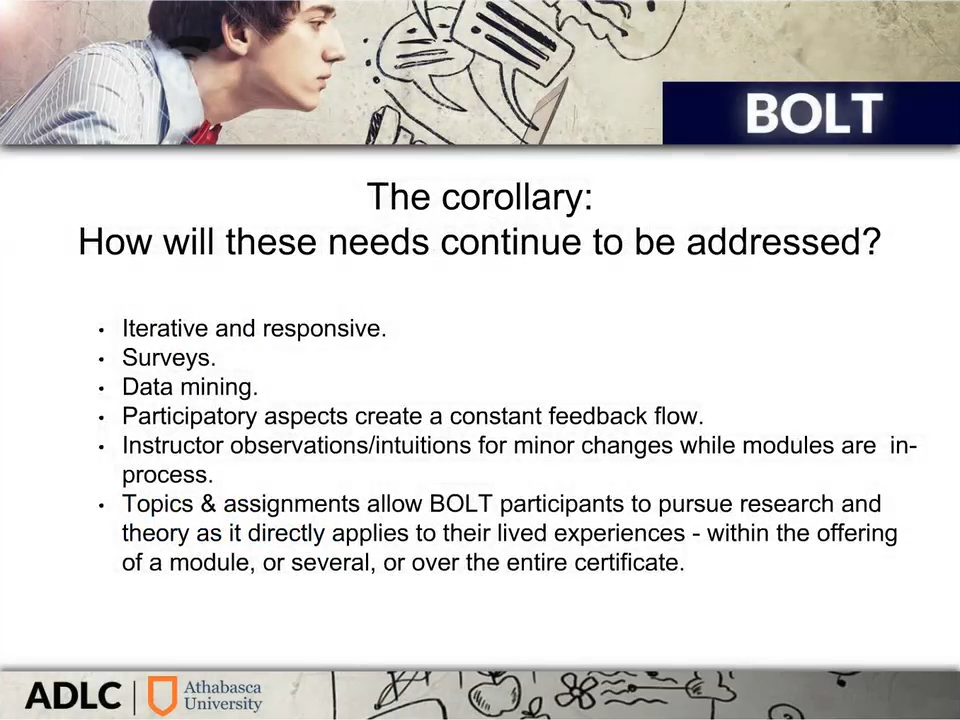 BOLT
The corollary:
How will these needs continue to be addressed?
• Iterative and responsive.
• Surveys.
• Data mining.
• Participatory aspects create a constant feedback flow.
• Instructor observations/intuitions for minor changes while modules are  in-
process.
• Topics & assignments allow BOLT participants to pursue research and
theory as it directly applies to their lived experiences - within the offering
of a module, or several, or over the entire certificate.
ADLC | Athabasca
University